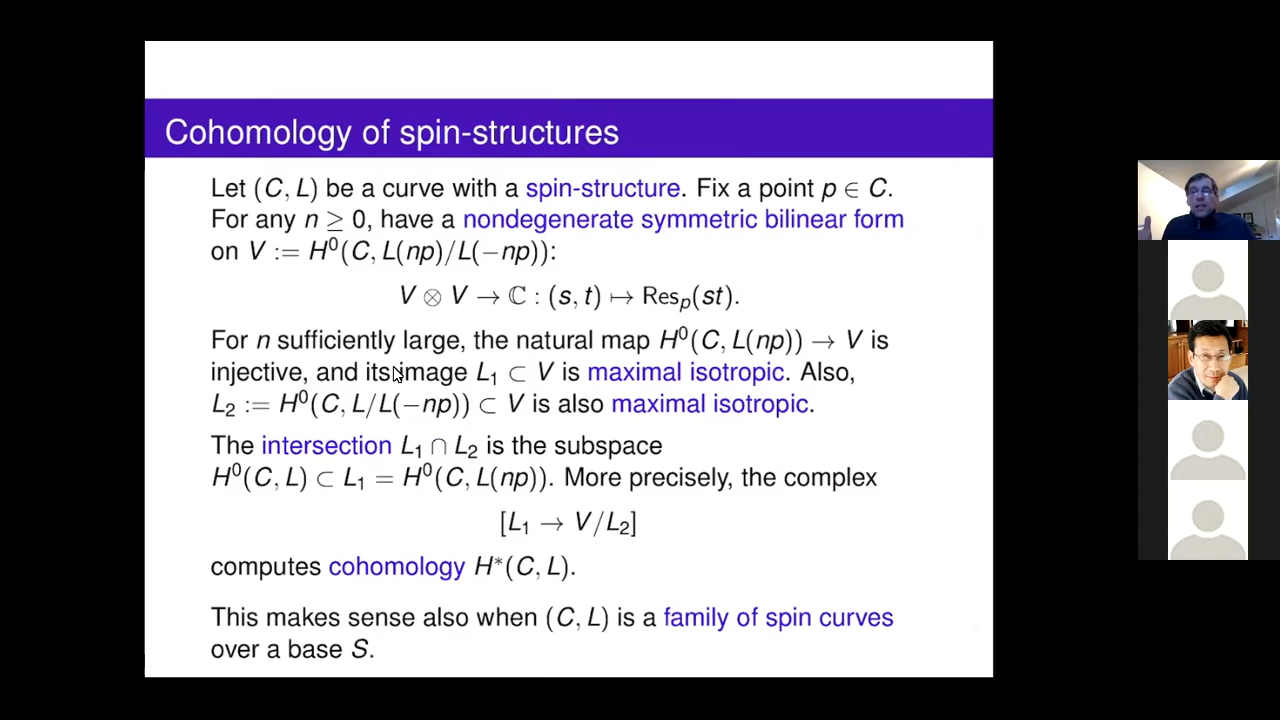 Cohomology of spin-structures
Let (C, L) be a curve with a spin-structure. Fix a point p ∈ C.
For any n ≥ 0, have a nondegenerate symmetric bilinear form
on V := H⁰(C, L(np)/L(−np)):
V ⊗ V → ℂ : (s, t) ↦ Resₚ(st).
For n sufficiently large, the natural map H⁰(C, L(np)) → V is
injective, and its image L₁ ⊂ V is maximal isotropic. Also,
L₂ := H⁰(C, L/L(−np)) ⊂ V is also maximal isotropic.
The intersection L₁ ∩ L₂ is the subspace
H⁰(C, L) ⊂ L₁ = H⁰(C, L(np)). More precisely, the complex
[L₁ → V/L₂]
computes cohomology H*(C, L).
This makes sense also when (C, L) is a family of spin curves
over a base S.